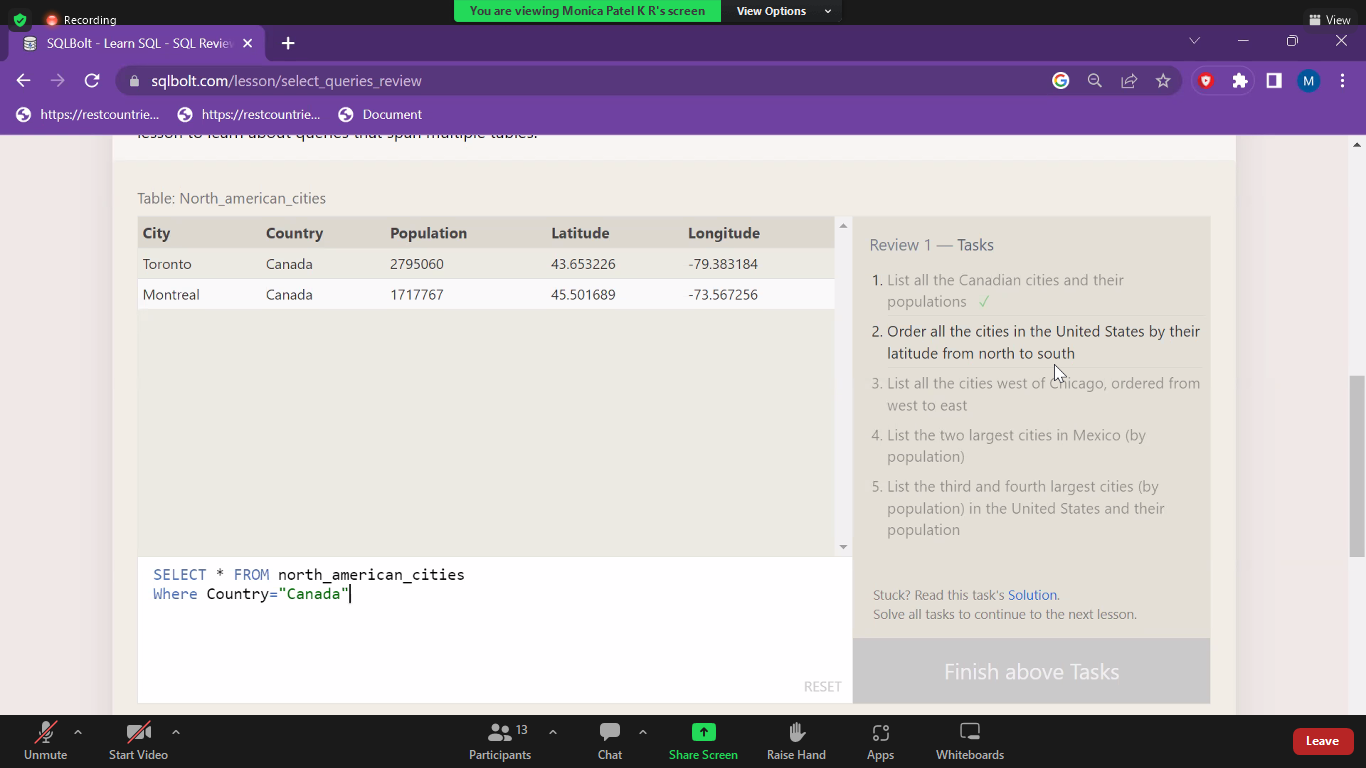 Recording
You are viewing Monica Patel K R's screen
View Options
View
SQLBolt - Learn SQL - SQL Revie
sqlbolt.com/lesson/select_queries_review
M
https://restcountrie...
https://restcountrie...
Document
lesson to learn about queries that span multiple tables.
Table: North_american_cities
City Country Population Latitude Longitude
Toronto Canada 2795060 43.653226 -79.383184
Montreal Canada 1717767 45.501689 -73.567256
Review 1 — Tasks
1. List all the Canadian cities and their
populations ✓
2. Order all the cities in the United States by their
latitude from north to south
3. List all the cities west of Chicago, ordered from
west to east
4. List the two largest cities in Mexico (by
population)
5. List the third and fourth largest cities (by
population) in the United States and their
population
SELECT * FROM north_american_cities
Where Country="Canada"
RESET
Stuck? Read this task's Solution.
Solve all tasks to continue to the next lesson.
Finish above Tasks
Unmute
Start Video
13
Participants
Chat
Share Screen
Raise Hand
Apps
Whiteboards
Leave